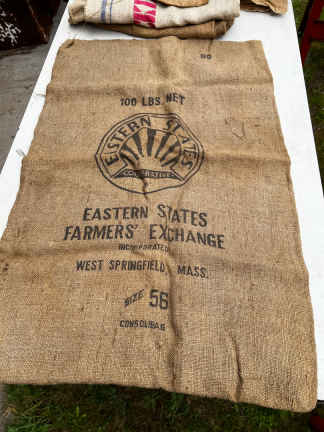 100 LBS. NET
EASTERN STATES
COOPERATIVE
EASTERN STATES
FARMERS' EXCHANGE
INCORPORATED
WEST SPRINGFIELD, MASS.
SIZE 56
CONSOLIBAG